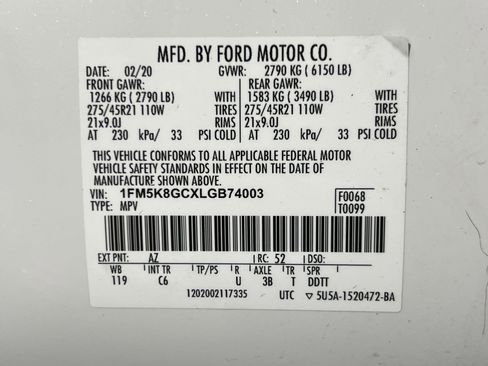 MFD. BY FORD MOTOR CO.
DATE: 02/20 GVWR: 2790 KG ( 6150 LB)
FRONT GAWR: REAR GAWR:
1266 KG ( 2790 LB) WITH 1583 KG ( 3490 LB) WITH
275/45R21 110W TIRES 275/45R21 110W TIRES
21x9.0J RIMS 21x9.0J RIMS
AT 230 kPa/ 33 PSI COLD AT 230 kPa/ 33 PSI COLD
THIS VEHICLE CONFORMS TO ALL APPLICABLE FEDERAL MOTOR
VEHICLE SAFETY STANDARDS IN EFFECT ON THE DATE OF
MANUFACTURE SHOWN ABOVE.
VIN: 1FM5K8GCXLGB74003 F0068
TYPE: MPV T0099
EXT PNT: AZ RC: 52 DSO:
WB INT TR TP/PS R AXLE TR SPR
119 C6 U 3B T DDTT
1202002117335 UTC ▽ 5U5A-1520472-BA